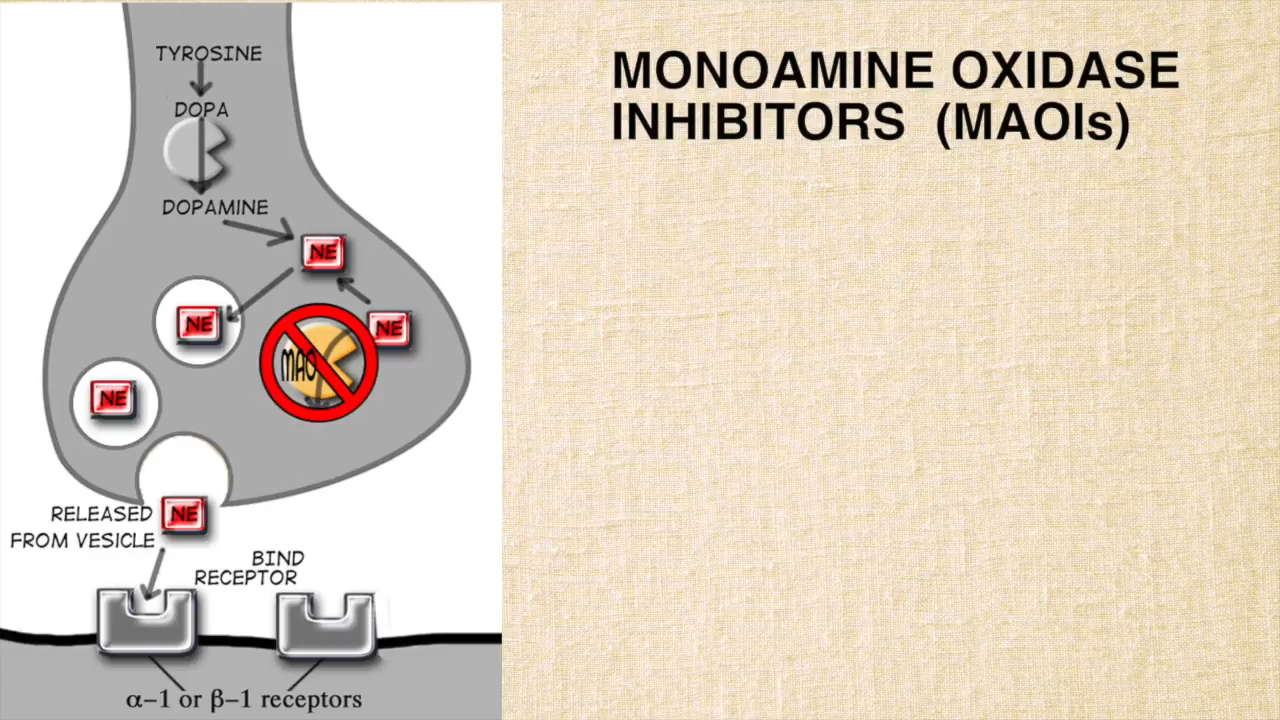 TYROSINE
DOPA
DOPAMINE
NE
NE
NE
MAO
NE
RELEASED
FROM VESICLE
NE
BIND
RECEPTOR
α–1 or β–1 receptors
MONOAMINE OXIDASE
INHIBITORS (MAOIs)